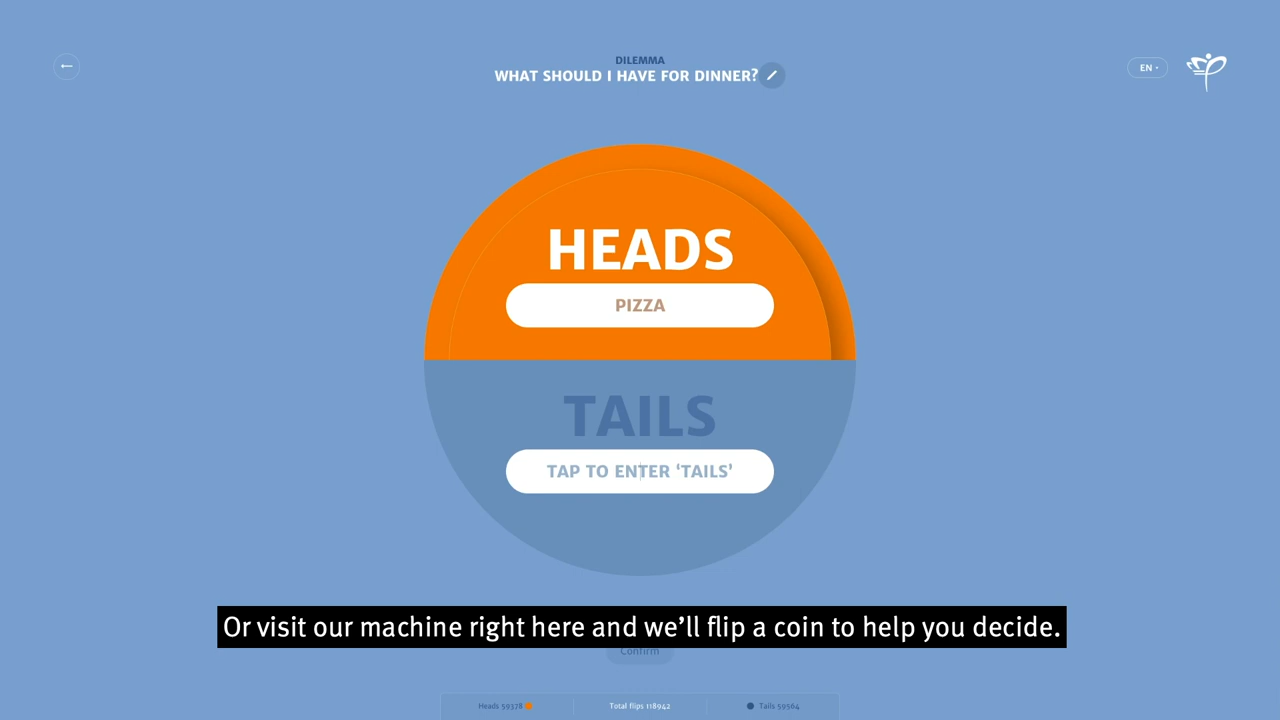 DILEMMA
WHAT SHOULD I HAVE FOR DINNER?
EN
HEADS
PIZZA
TAILS
TAP TO ENTER ‘TAILS’
Or visit our machine right here and we’ll flip a coin to help you decide.
Confirm
Heads 59378
Total flips 118942
Tails 59564